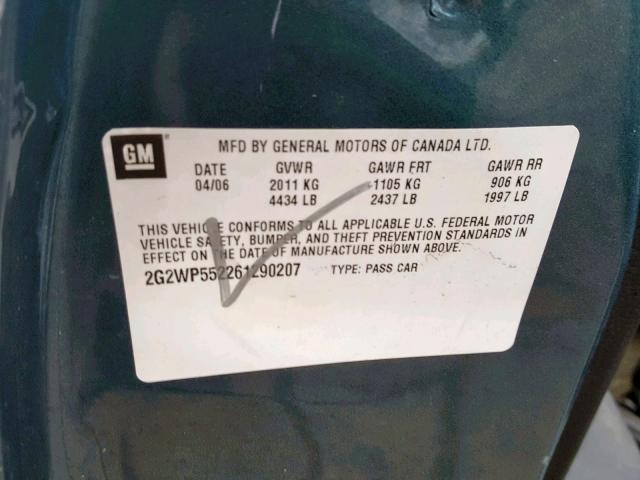 GM
MFD BY GENERAL MOTORS OF CANADA LTD.
DATE GVWR GAWR FRT GAWR RR
04/06 2011 KG 1105 KG 906 KG
4434 LB 2437 LB 1997 LB
THIS VEHICLE CONFORMS TO ALL APPLICABLE U.S. FEDERAL MOTOR
VEHICLE SAFETY, BUMPER, AND THEFT PREVENTION STANDARDS IN
EFFECT ON THE DATE OF MANUFACTURE SHOWN ABOVE.
2G2WP552261290207 TYPE: PASS CAR